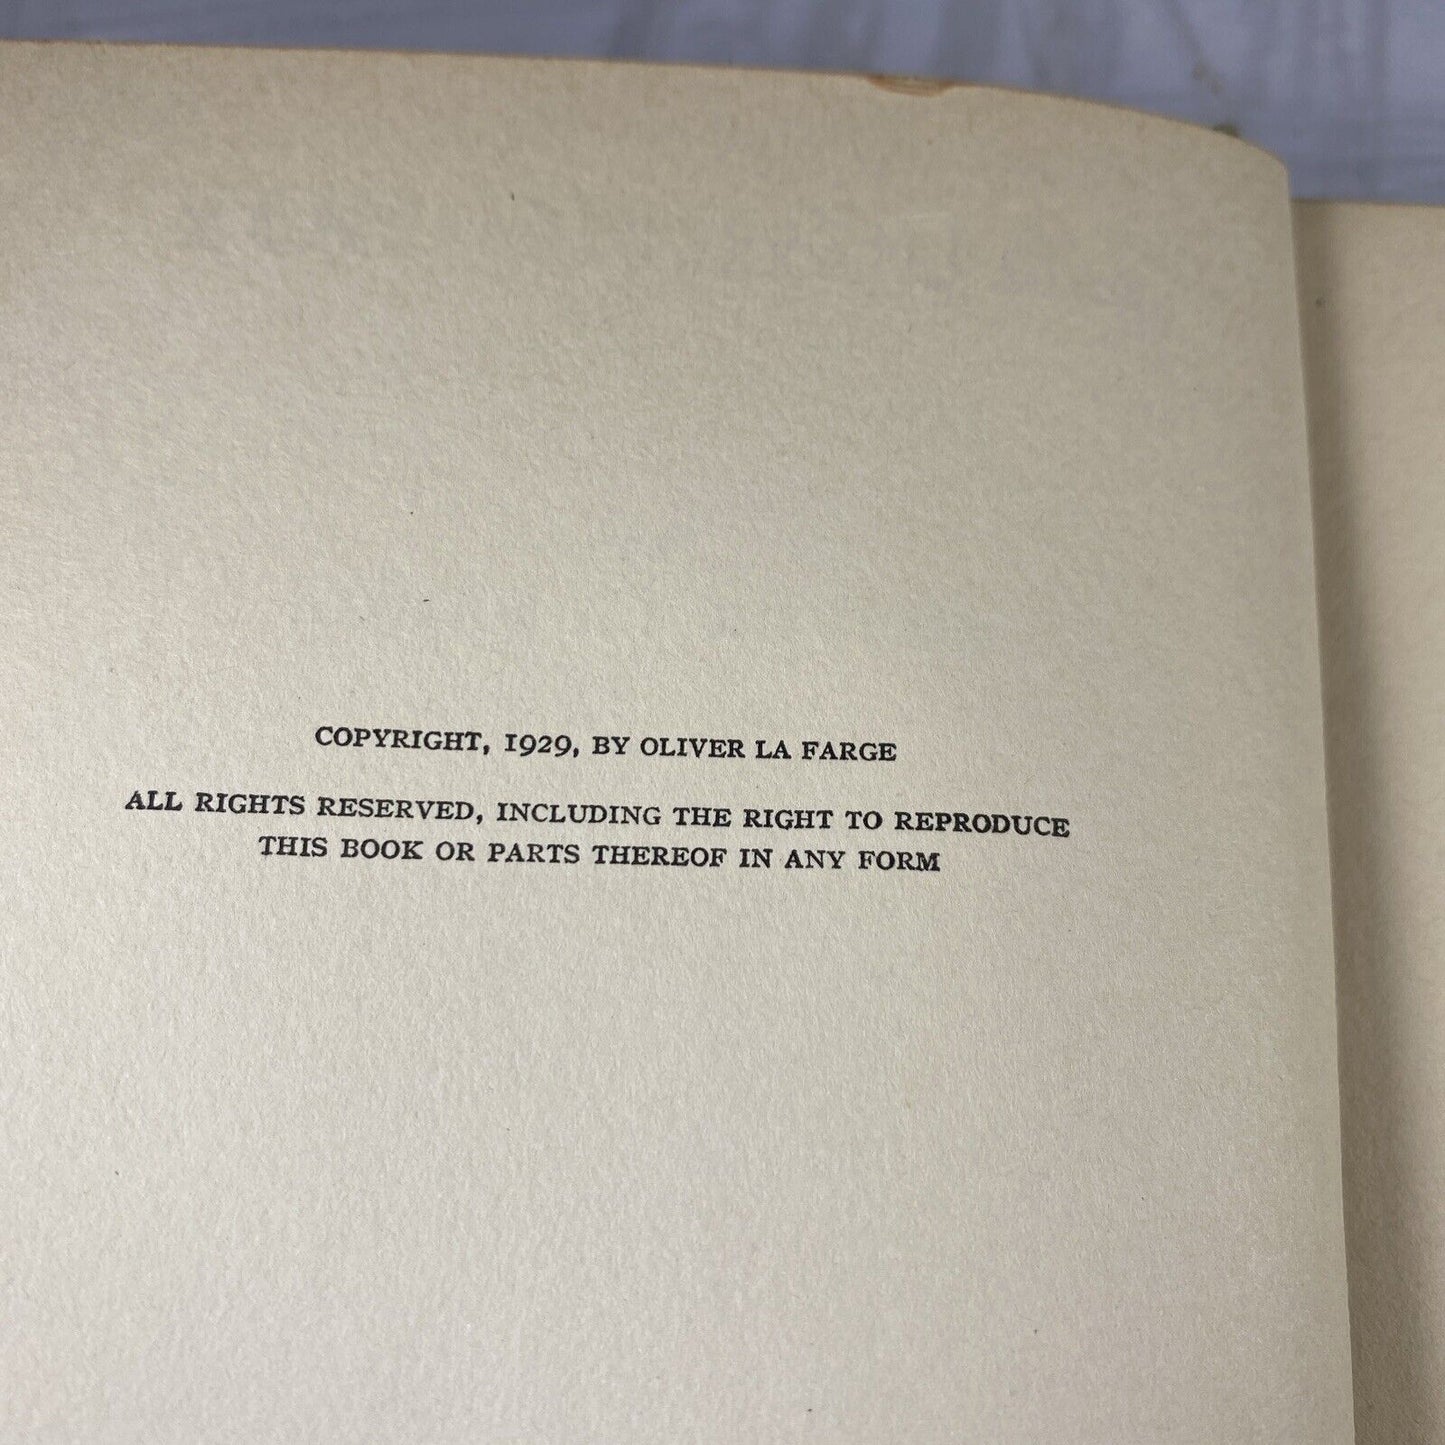 COPYRIGHT, 1929, BY OLIVER LA FARGE
ALL RIGHTS RESERVED, INCLUDING THE RIGHT TO REPRODUCE
THIS BOOK OR PARTS THEREOF IN ANY FORM